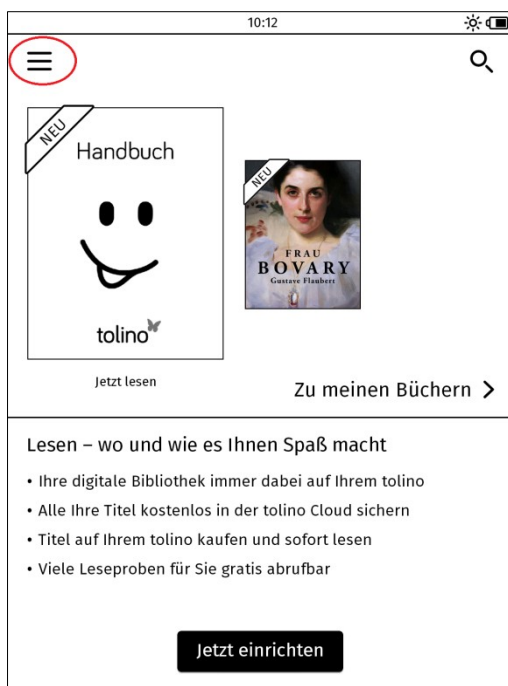 10:12
NEU
Handbuch
tolino
NEU
FRAU
BOVARY
Gustave Flaubert
Jetzt lesen
Zu meinen Büchern
Lesen – wo und wie es Ihnen Spaß macht
• Ihre digitale Bibliothek immer dabei auf Ihrem tolino
• Alle Ihre Titel kostenlos in der tolino Cloud sichern
• Titel auf Ihrem tolino kaufen und sofort lesen
• Viele Leseproben für Sie gratis abrufbar
Jetzt einrichten